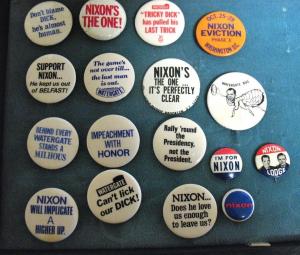 Don't blame
DICK,
he's almost
human.
NIXON'S
THE ONE!
"TRICKY DICK"
has pulled his
LAST TRICK
OCT. 25-29
NIXON
EVICTION
PHASE II
WASHINGTON D.C.
SUPPORT
NIXON...
He kept us out
of BELFAST!
The game's
not over till...
the last man
is out.
WATERGATE
NIXON'S
THE ONE
IT'S PERFECTLY
CLEAR
BEHIND EVERY
WATERGATE
STANDS A
MILHOUS
IMPEACHMENT
WITH
HONOR
Rally 'round
the
Presidency,
not the
President.
I'M FOR
NIXON
NIXON
LODGE
NIXON
WILL IMPLICATE
A
HIGHER UP.
WATERGATE
Can't lick
our DICK!
NIXON...
Does he love
us enough
to leave us?
nixon